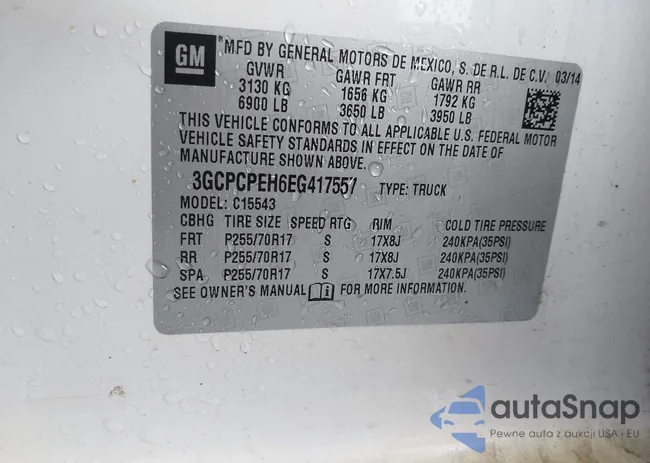 GM
*MFD BY GENERAL MOTORS DE MEXICO, S. DE R.L. DE C.V. 03/14
GVWR GAWR FRT GAWR RR
3130 KG 1656 KG 1792 KG
6900 LB 3650 LB 3950 LB
THIS VEHICLE CONFORMS TO ALL APPLICABLE U.S. FEDERAL MOTOR
VEHICLE SAFETY STANDARDS IN EFFECT ON THE DATE OF
MANUFACTURE SHOWN ABOVE.
3GCPCPEH6EG417557 TYPE: TRUCK
MODEL: C15543
CBHG TIRE SIZE SPEED RTG RIM COLD TIRE PRESSURE
FRT P255/70R17 S 17X8J 240KPA(35PSI)
RR P255/70R17 S 17X8J 240KPA(35PSI)
SPA P255/70R17 S 17X7.5J 240KPA(35PSI)
SEE OWNER'S MANUAL FOR MORE INFORMATION.
autaSnap
Pewne auta z aukcji USA i EU